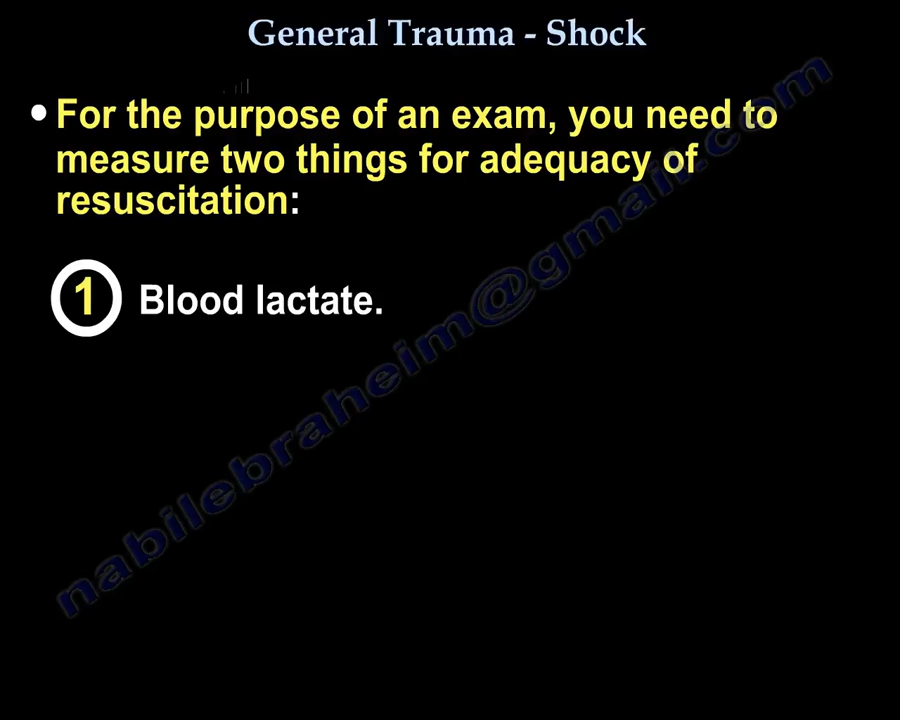 General Trauma - Shock
• For the purpose of an exam, you need to
measure two things for adequacy of
resuscitation:
1 Blood lactate.
nabilebraheim@gmail.com